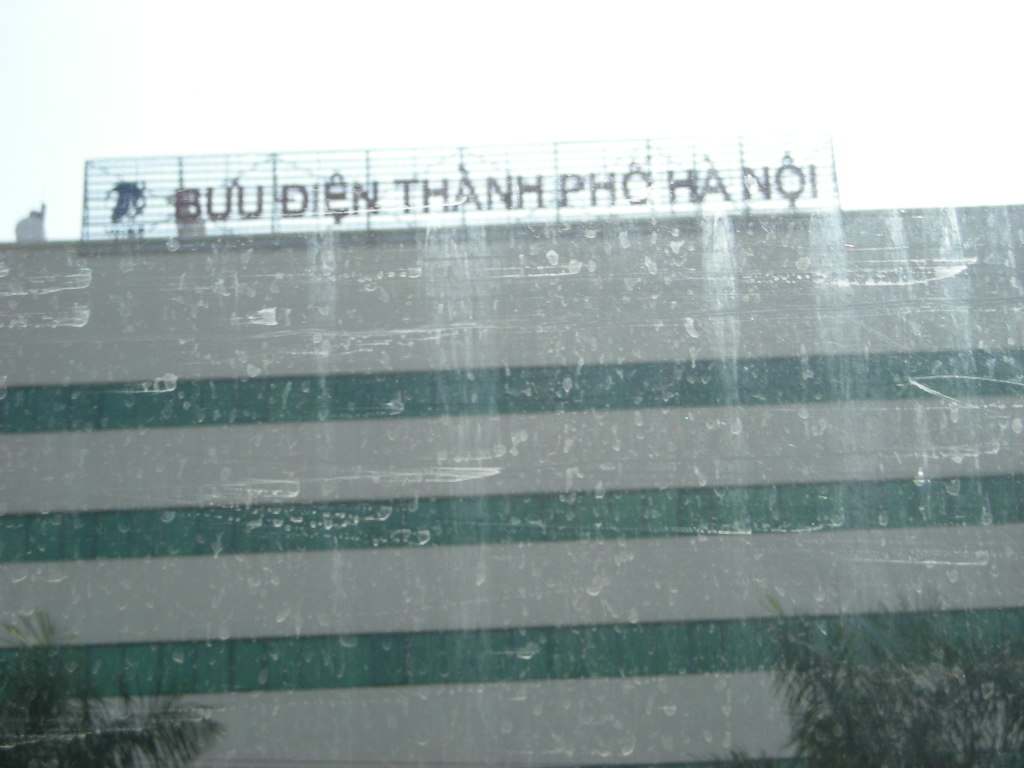 BƯU ĐIỆN THÀNH PHỐ HÀ NỘI